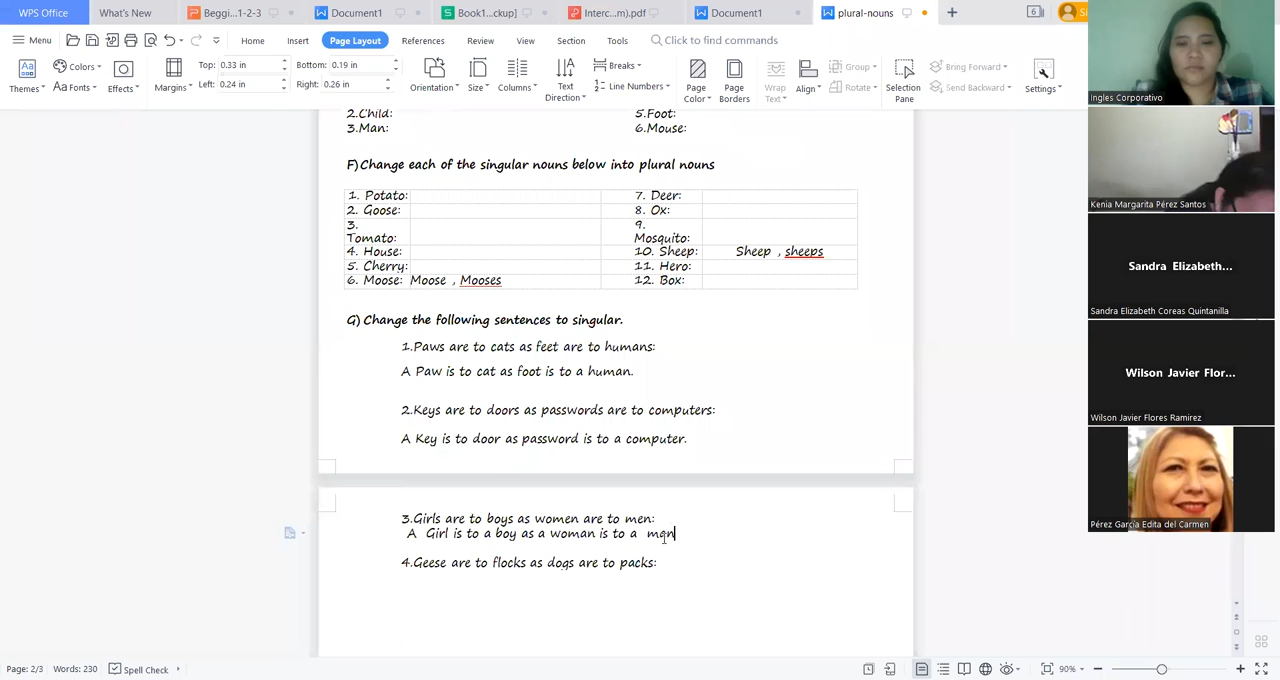 WPS Office What's New Beggi...1-2-3 Document1 Book1...ckup] Interc...m).pdf Document1 plural-nouns 6
Menu Home Insert Page Layout References Review View Section Tools Click to find commands
Themes Colors Fonts Effects Margins Top: 0.33 in Bottom: 0.19 in Left: 0.24 in Right: 0.26 in Orientation Size Columns Text Direction Breaks Line Numbers Page Color Page Borders Wrap Text Align Group Rotate Selection Pane Bring Forward Send Backward Settings
2.Child: 5.Foot:
3.Man: 6.Mouse:
F)Change each of the singular nouns below into plural nouns
1. Potato: 7. Deer:
2. Goose: 8. Ox:
3. 9.
Tomato: Mosquito:
4. House: 10. Sheep: Sheep , sheeps
5. Cherry: 11. Hero:
6. Moose: Moose , Mooses 12. Box:
G) Change the following sentences to singular.
1.Paws are to cats as feet are to humans:
A Paw is to cat as foot is to a human.
2.Keys are to doors as passwords are to computers:
A Key is to door as password is to a computer.
3.Girls are to boys as women are to men:
A Girl is to a boy as a woman is to a
4.Geese are to flocks as dogs are to packs:
Page: 2/3 Words: 230 Spell Check 90%
Ingles Corporativo
Kenia Margarita Pérez Santos
Sandra Elizabeth...
Sandra Elizabeth Coreas Quintanilla
Wilson Javier Flor...
Wilson Javier Flores Ramirez
Pérez García Edita del Carmen